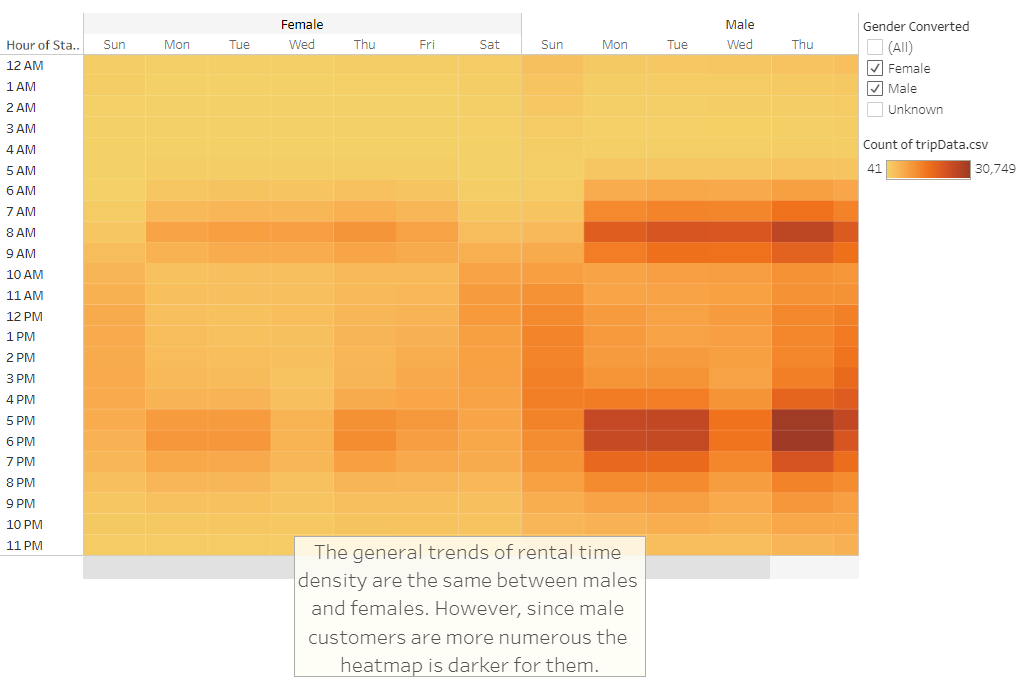 Female Male
Hour of Sta.. Sun Mon Tue Wed Thu Fri Sat Sun Mon Tue Wed Thu
12 AM
1 AM
2 AM
3 AM
4 AM
5 AM
6 AM
7 AM
8 AM
9 AM
10 AM
11 AM
12 PM
1 PM
2 PM
3 PM
4 PM
5 PM
6 PM
7 PM
8 PM
9 PM
10 PM
11 PM
Gender Converted
(All)
Female
Male
Unknown
Count of tripData.csv
41 30,749
The general trends of rental time
density are the same between males
and females. However, since male
customers are more numerous the
heatmap is darker for them.